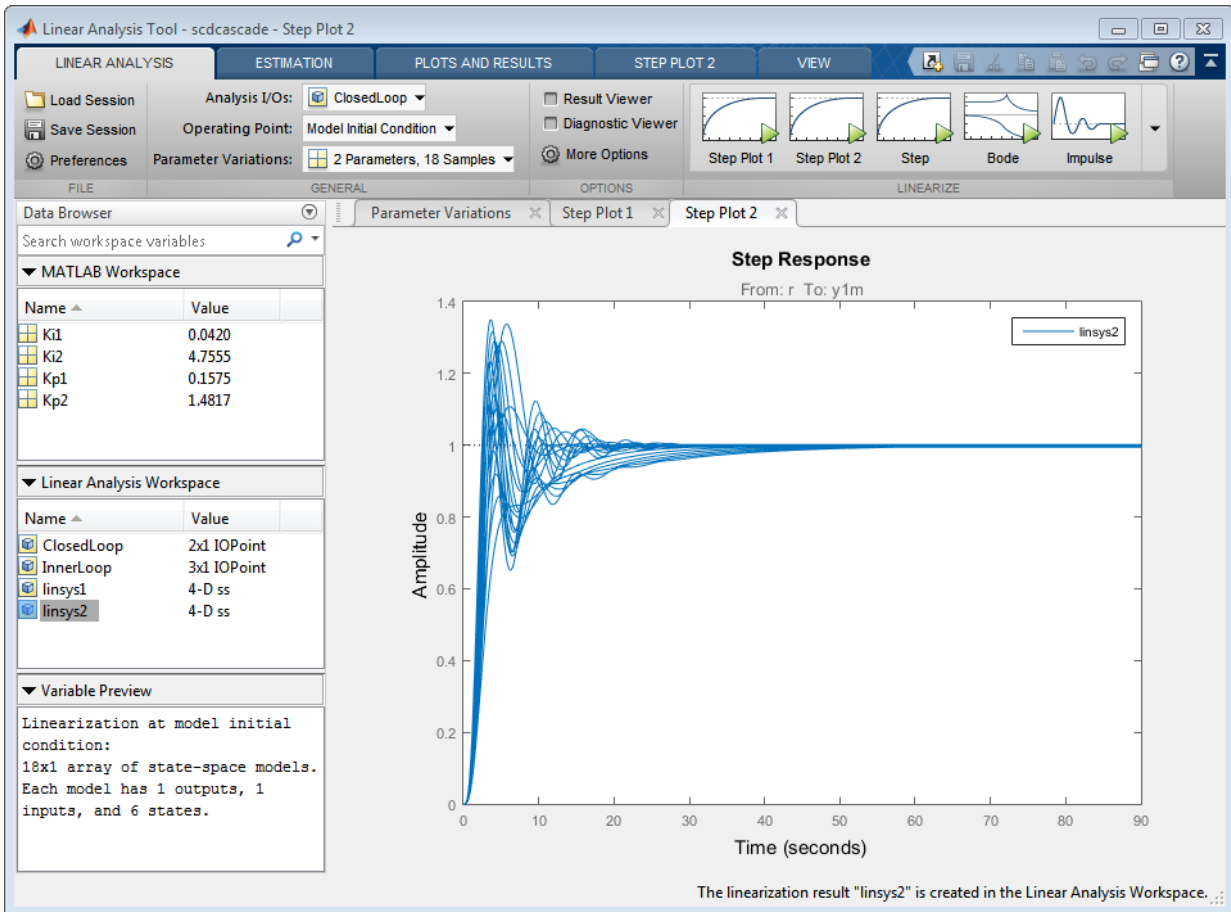 Linear Analysis Tool - scdcascade - Step Plot 2
LINEAR ANALYSIS ESTIMATION PLOTS AND RESULTS STEP PLOT 2 VIEW
Load Session
Save Session
Preferences
FILE
Analysis I/Os: ClosedLoop
Operating Point: Model Initial Condition
Parameter Variations: 2 Parameters, 18 Samples
GENERAL
Result Viewer
Diagnostic Viewer
More Options
OPTIONS
Step Plot 1 Step Plot 2 Step Bode Impulse
LINEARIZE
Data Browser
Search workspace variables
MATLAB Workspace
Name Value
Ki1 0.0420
Ki2 4.7555
Kp1 0.1575
Kp2 1.4817
Linear Analysis Workspace
Name Value
ClosedLoop 2x1 IOPoint
InnerLoop 3x1 IOPoint
linsys1 4-D ss
linsys2 4-D ss
Variable Preview
Linearization at model initial
condition:
18x1 array of state-space models.
Each model has 1 outputs, 1
inputs, and 6 states.
Parameter Variations Step Plot 1 Step Plot 2
Step Response
From: r To: y1m
linsys2
Amplitude
1.4
1.2
1
0.8
0.6
0.4
0.2
0
0 10 20 30 40 50 60 70 80 90
Time (seconds)
The linearization result "linsys2" is created in the Linear Analysis Workspace.